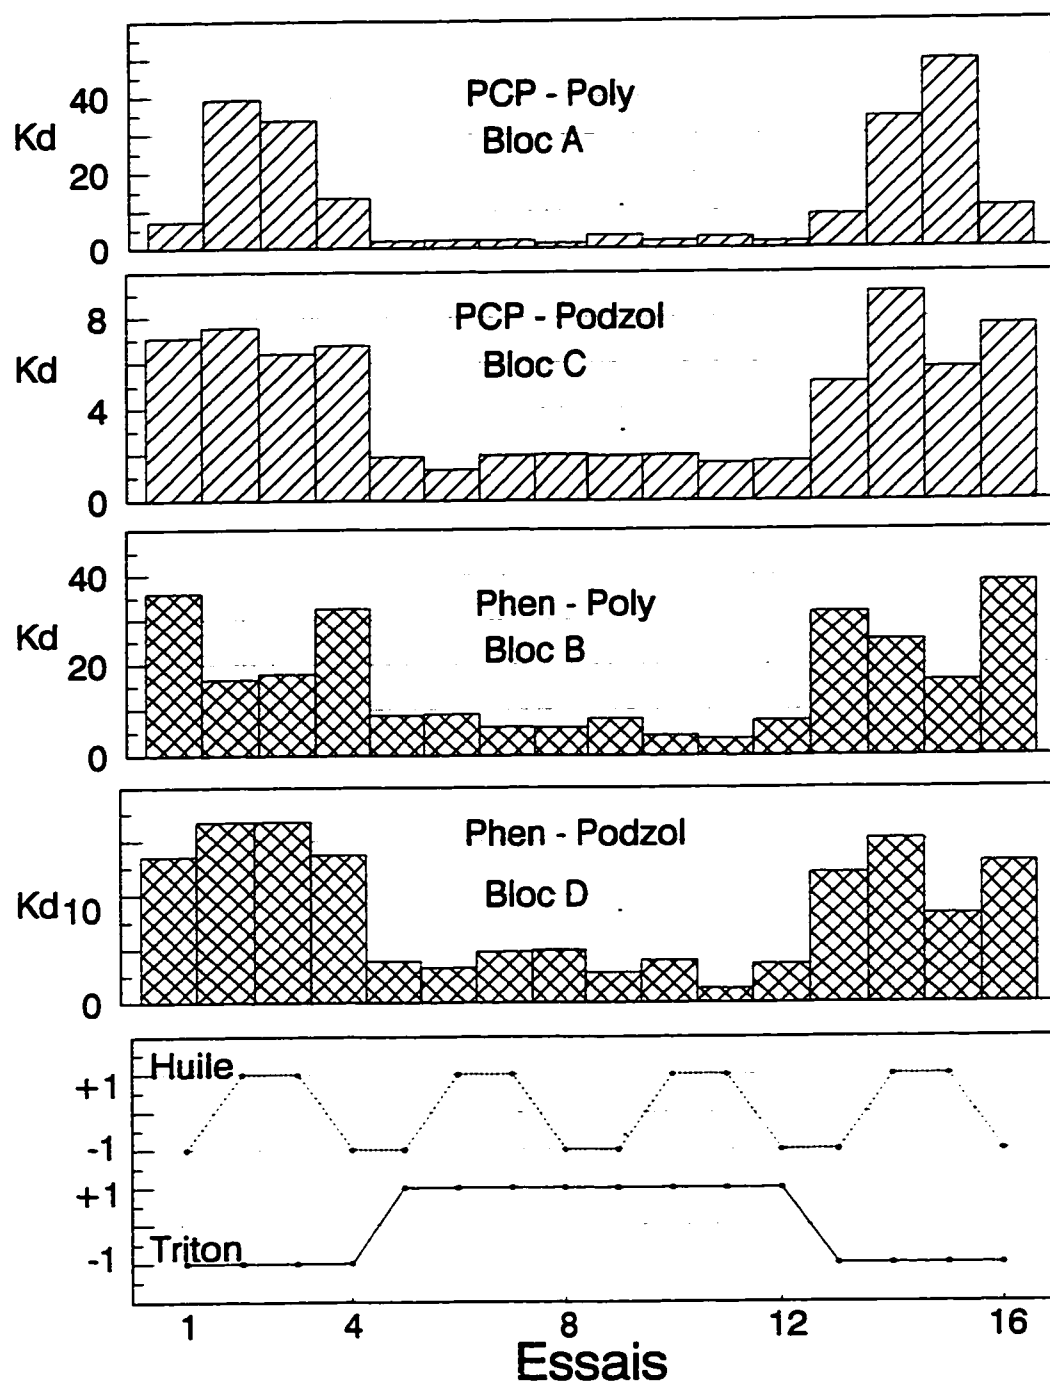 PCP - Poly
Bloc A
Kd
40
20
0
PCP - Podzol
Bloc C
Kd
8
4
0
Phen - Poly
Bloc B
Kd
40
20
0
Phen - Podzol
Bloc D
Kd
10
0
Huile
+1
-1
+1
Triton
-1
1 4 8 12 16
Essais